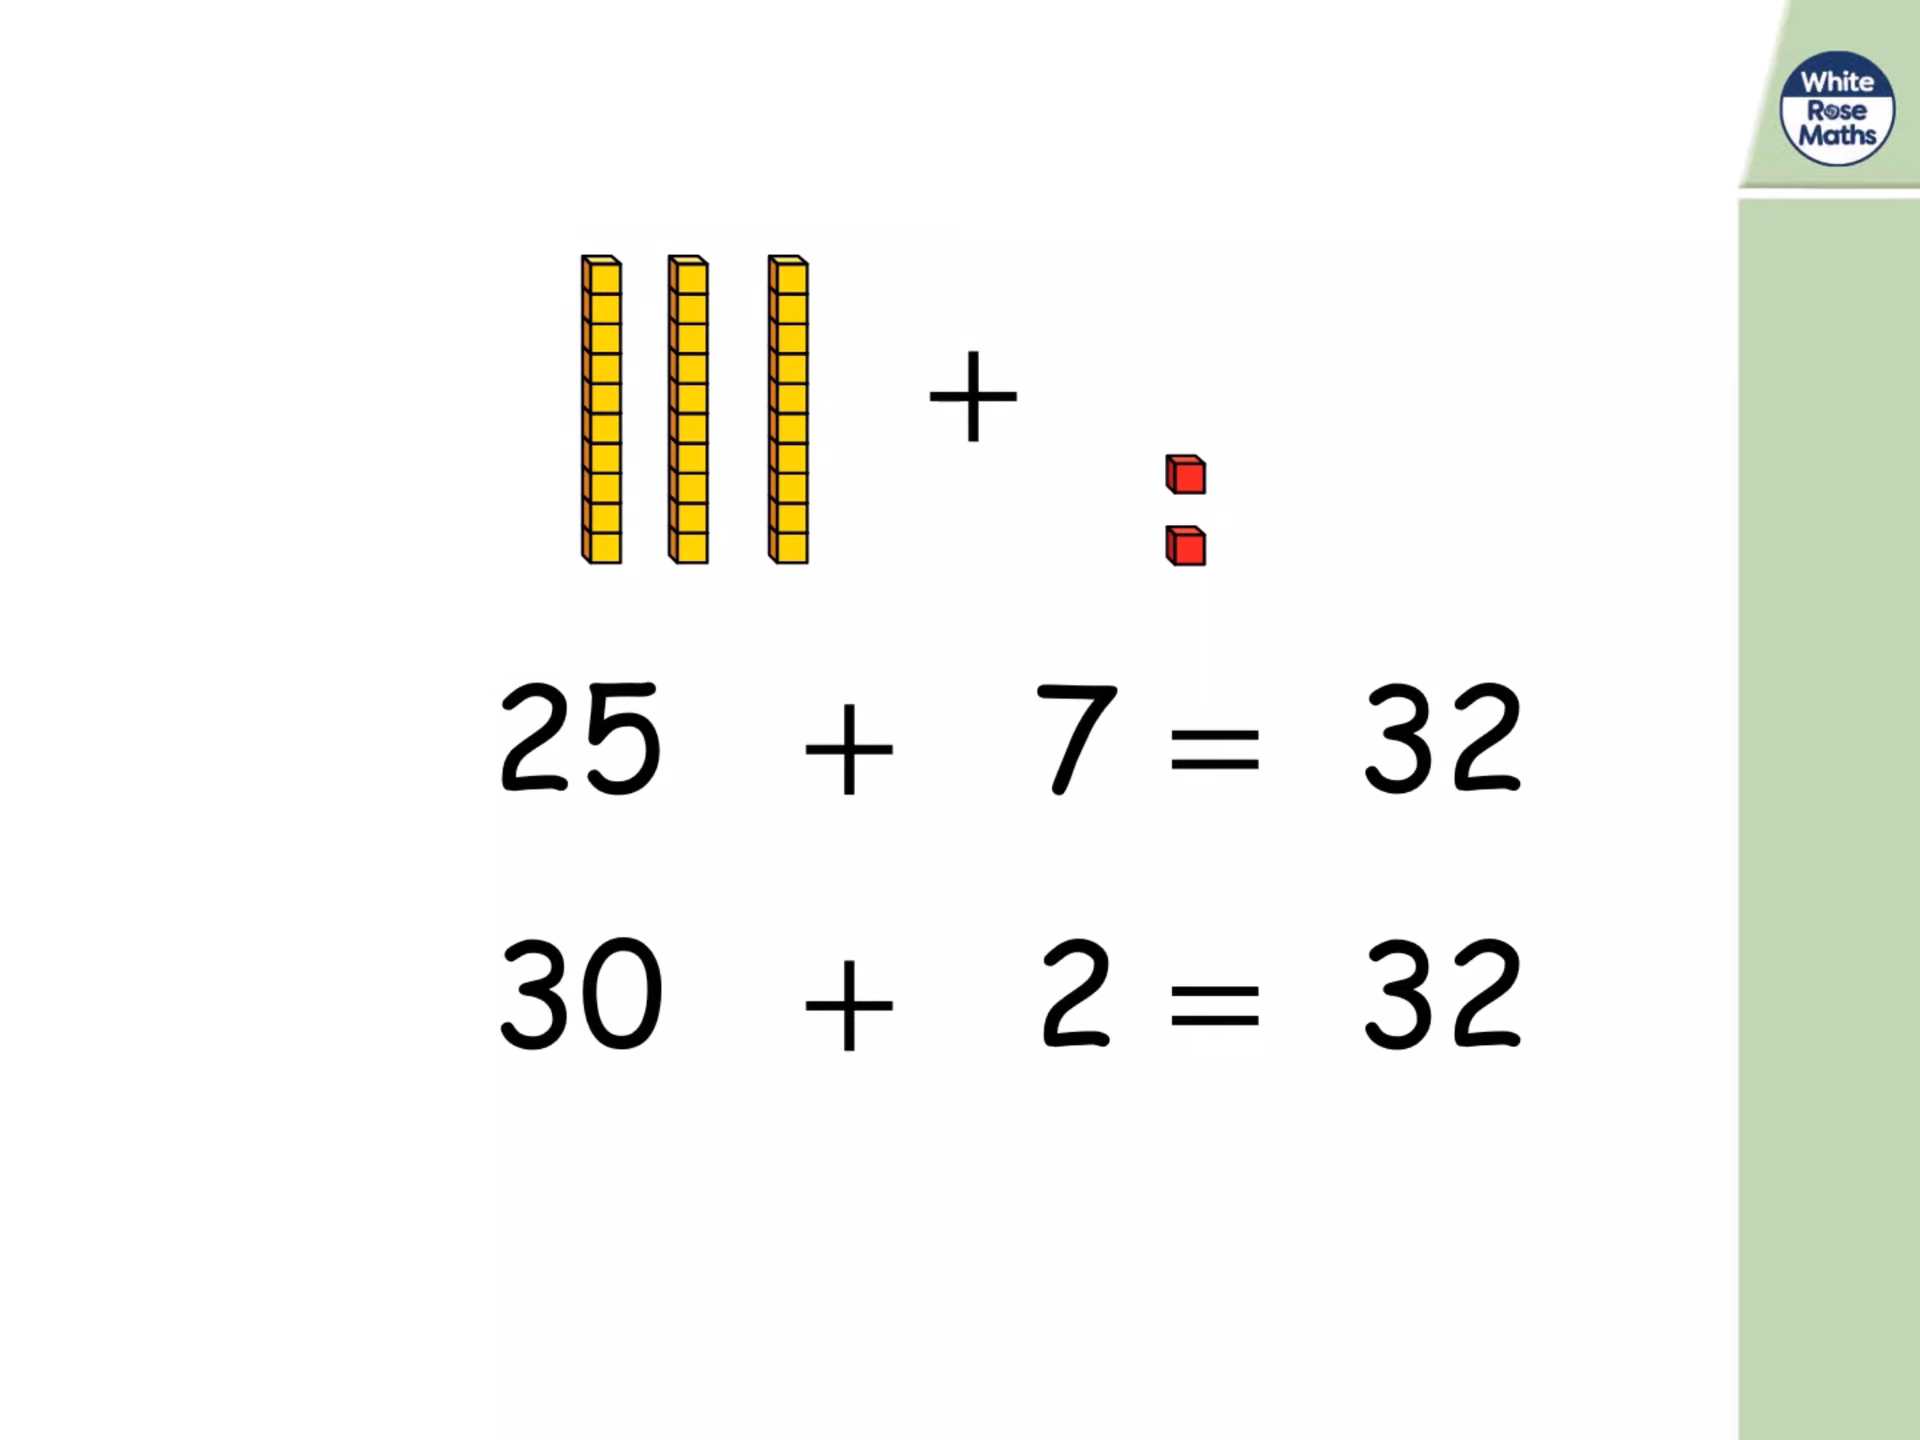 White
Rose
Maths
+
25 + 7 = 32
30 + 2 = 32